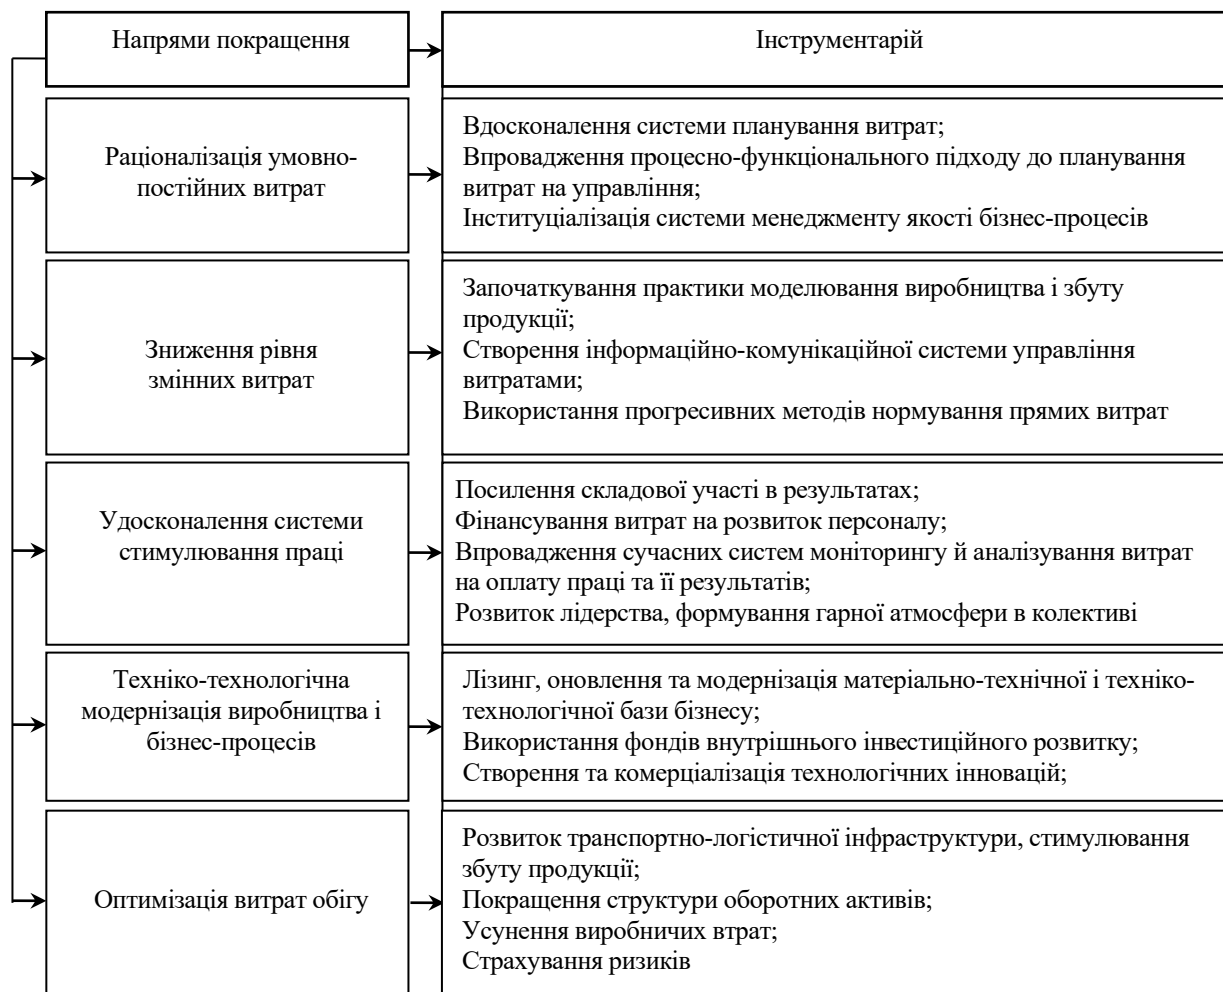 Напрями покращення
Інструментарій
Раціоналізація умовно-
постійних витрат
Вдосконалення системи планування витрат;
Впровадження процесно-функціонального підходу до планування
витрат на управління;
Інституціалізація системи менеджменту якості бізнес-процесів
Зниження рівня
змінних витрат
Започаткування практики моделювання виробництва і збуту
продукції;
Створення інформаційно-комунікаційної системи управління
витратами;
Використання прогресивних методів нормування прямих витрат
Удосконалення системи
стимулювання праці
Посилення складової участі в результатах;
Фінансування витрат на розвиток персоналу;
Впровадження сучасних систем моніторингу й аналізування витрат
на оплату праці та її результатів;
Розвиток лідерства, формування гарної атмосфери в колективі
Техніко-технологічна
модернізація виробництва і
бізнес-процесів
Лізинг, оновлення та модернізація матеріально-технічної і техніко-
технологічної бази бізнесу;
Використання фондів внутрішнього інвестиційного розвитку;
Створення та комерціалізація технологічних інновацій;
Оптимізація витрат обігу
Розвиток транспортно-логістичної інфраструктури, стимулювання
збуту продукції;
Покращення структури оборотних активів;
Усунення виробничих втрат;
Страхування ризиків